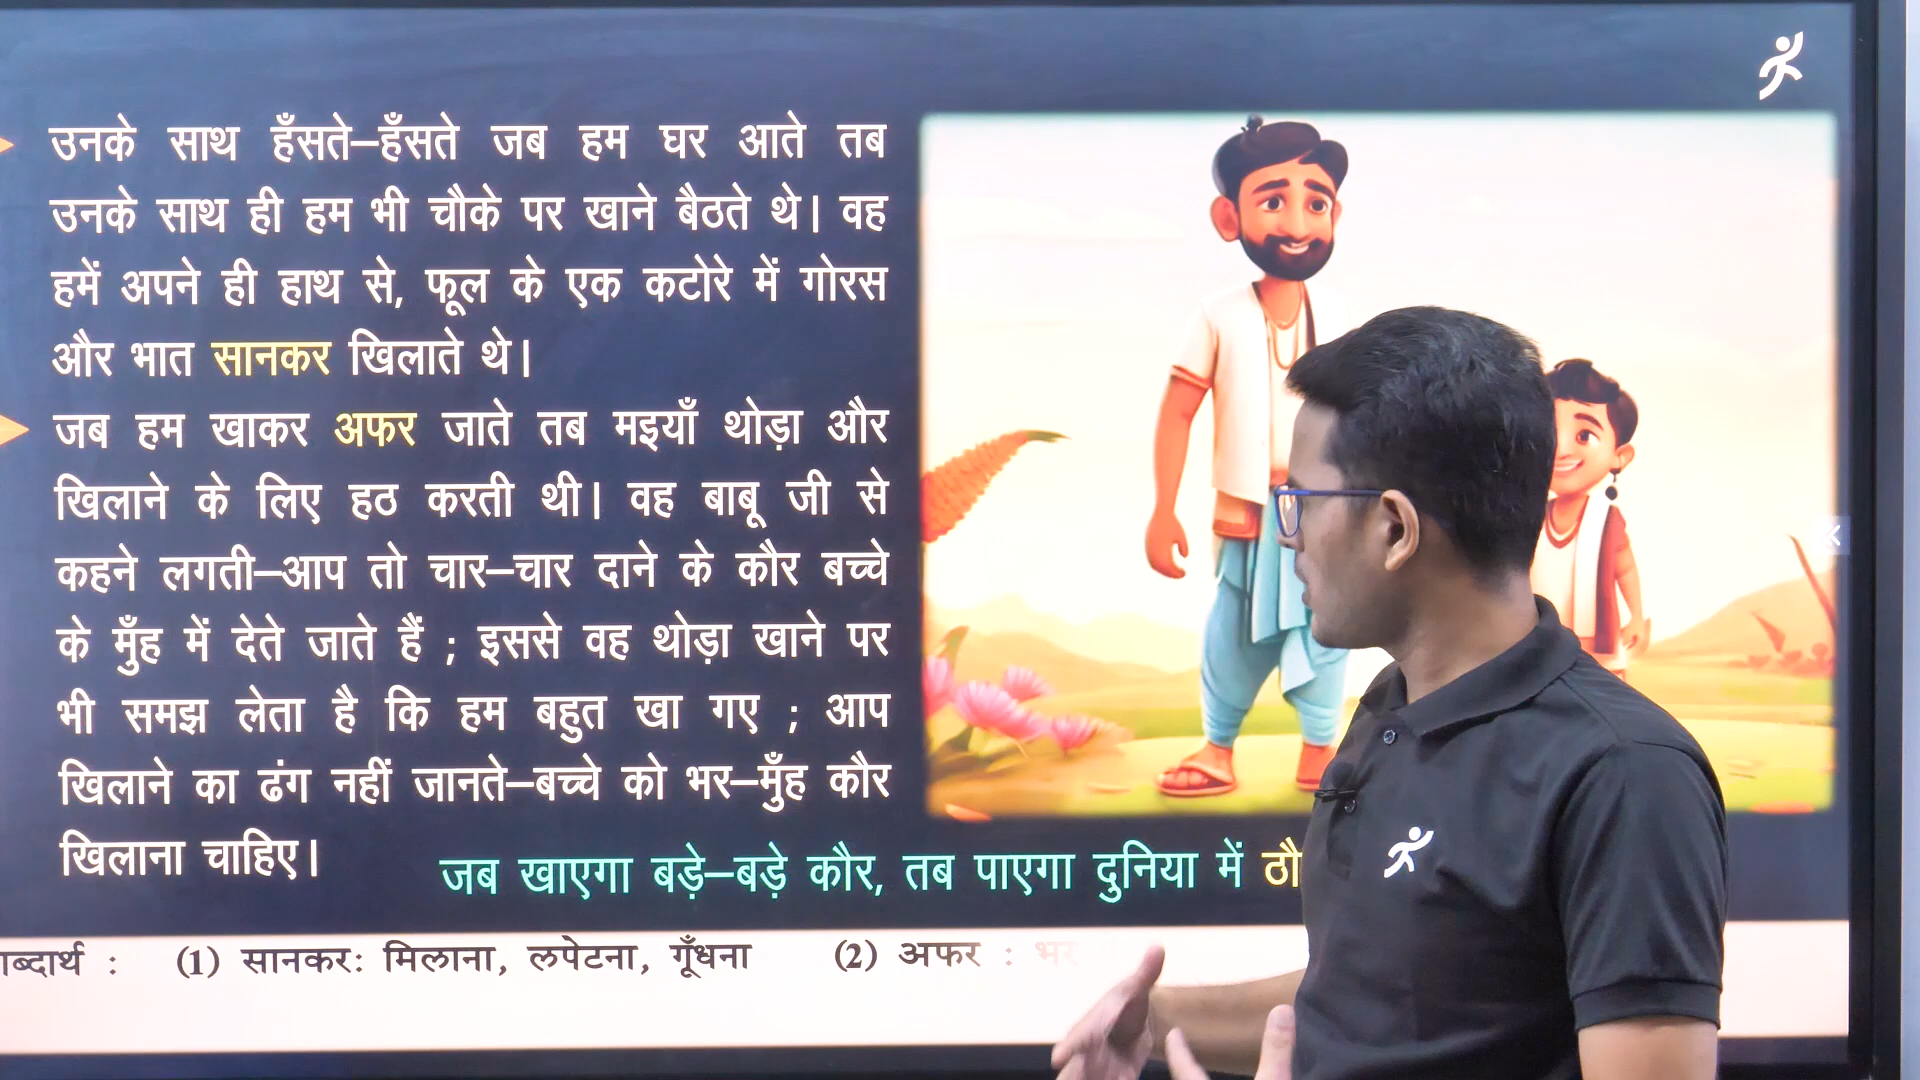 उनके साथ हँसते–हँसते जब हम घर आते तब
उनके साथ ही हम भी चौके पर खाने बैठते थे। वह
हमें अपने ही हाथ से, फूल के एक कटोरे में गोरस
और भात सानकर खिलाते थे।
जब हम खाकर अफर जाते तब मइयाँ थोड़ा और
खिलाने के लिए हठ करती थी। वह बाबू जी से
कहने लगती–आप तो चार–चार दाने के कौर बच्चे
के मुँह में देते जाते हैं ; इससे वह थोड़ा खाने पर
भी समझ लेता है कि हम बहुत खा गए ; आप
खिलाने का ढंग नहीं जानते–बच्चे को भर–मुँह कौर
खिलाना चाहिए।
जब खाएगा बड़े–बड़े कौर, तब पाएगा दुनिया में
: (1) सानकर: मिलाना, लपेटना, गूँधना (2) अफर :